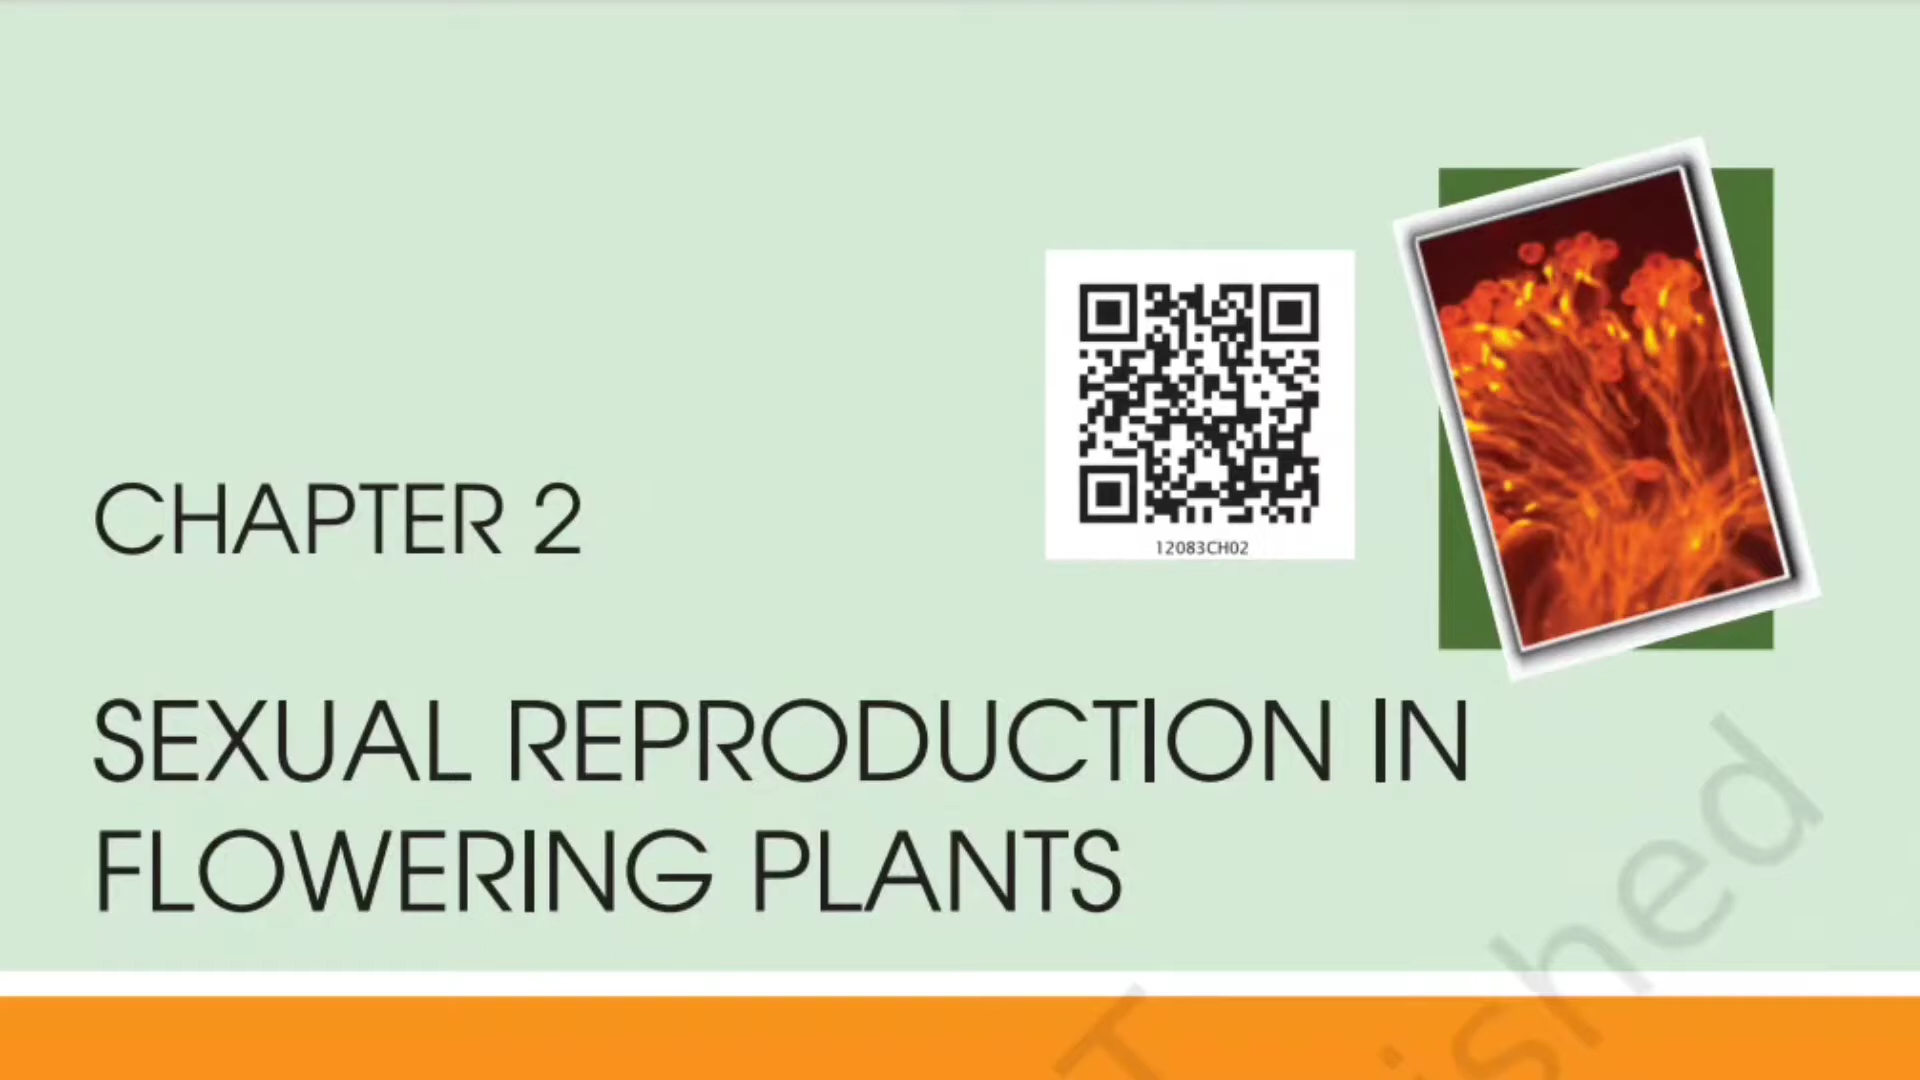 12083CH02
CHAPTER 2
SEXUAL REPRODUCTION IN
FLOWERING PLANTS